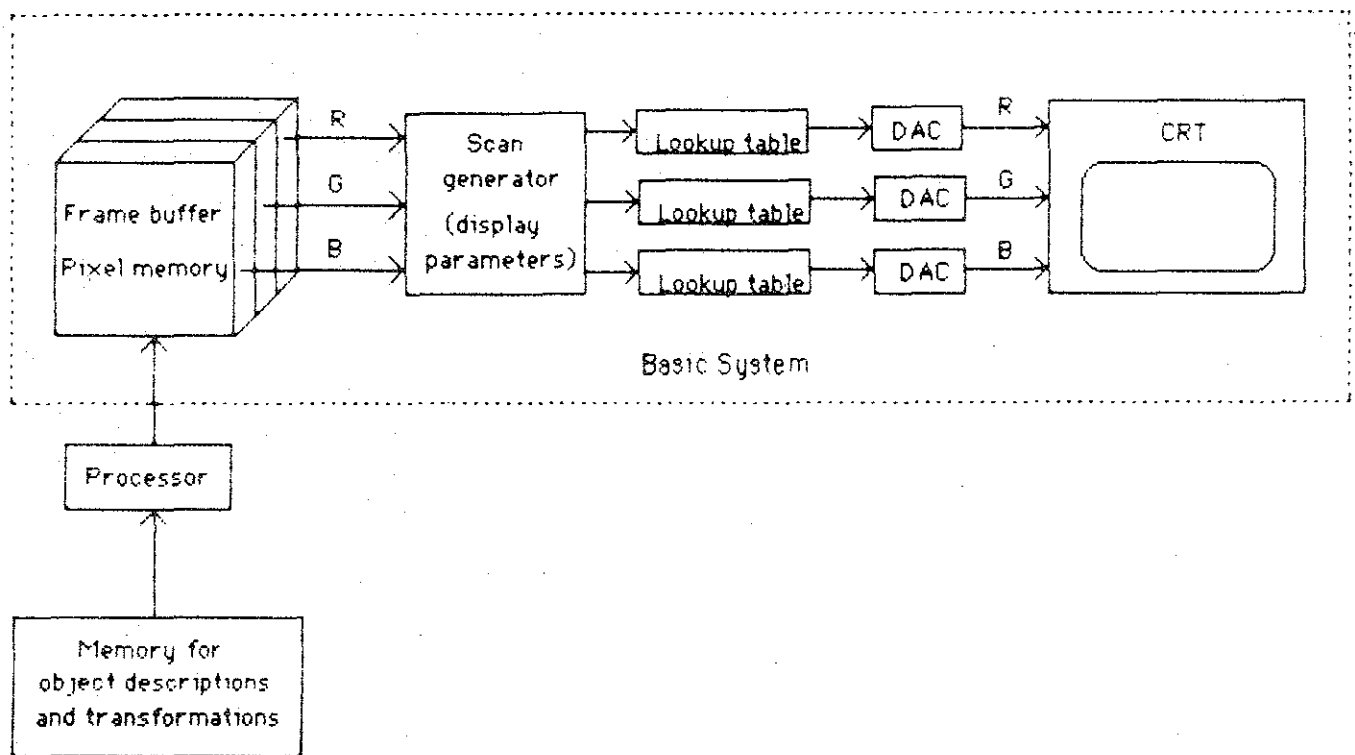 R
G
B
Frame buffer
Pixel memory
Scan
generator
(display
parameters)
Lookup table
Lookup table
Lookup table
DAC
DAC
DAC
R
G
B
CRT
Basic System
Processor
Memory for
object descriptions
and transformations